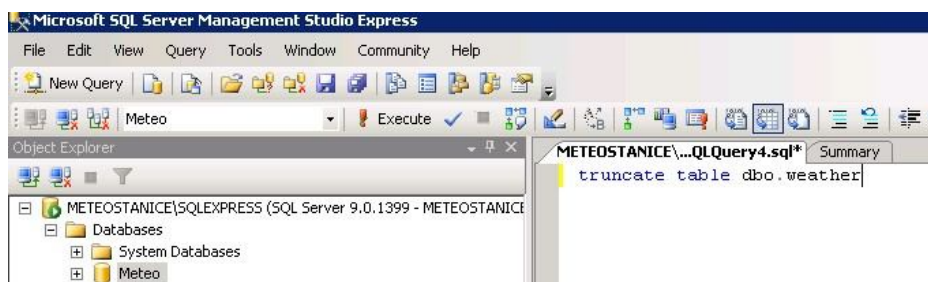 Microsoft SQL Server Management Studio Express
File Edit View Query Tools Window Community Help
New Query
Meteo Execute
Object Explorer
METEOSTANICE\...QLQuery4.sql* Summary
truncate table dbo.weather
METEOSTANICE\SQLEXPRESS (SQL Server 9.0.1399 - METEOSTANICE
Databases
System Databases
Meteo